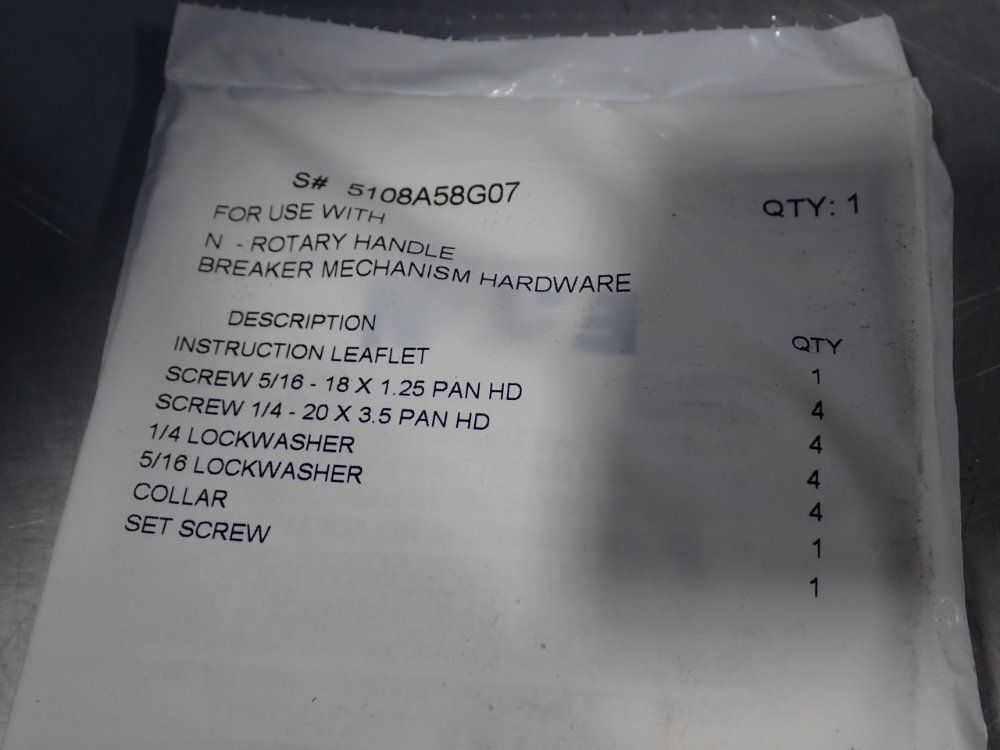 S# 5108A58G07 QTY: 1
FOR USE WITH
N - ROTARY HANDLE
BREAKER MECHANISM HARDWARE
DESCRIPTION QTY
INSTRUCTION LEAFLET 1
SCREW 5/16 - 18 X 1.25 PAN HD 4
SCREW 1/4 - 20 X 3.5 PAN HD 4
1/4 LOCKWASHER 4
5/16 LOCKWASHER 4
COLLAR 1
SET SCREW 1